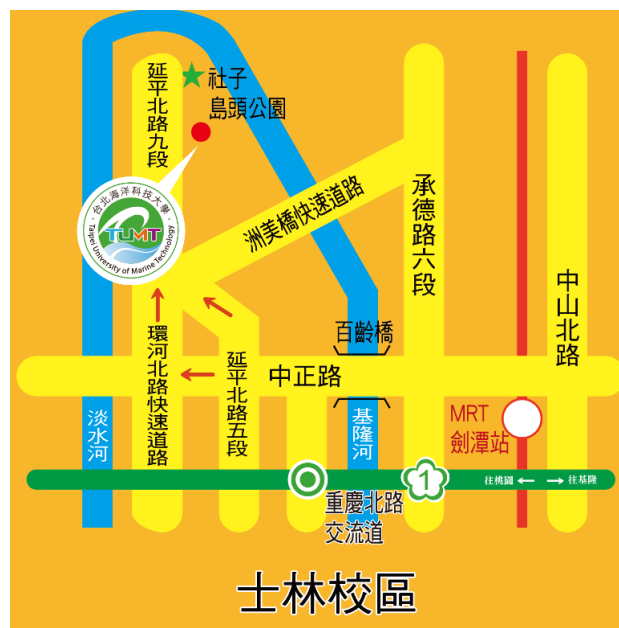 延平北路九段
社子
島頭公園
台北海洋科技大學
TUMT
Taipei University of Marine Technology
洲美橋快速道路
承德路六段
中山北路
百齡橋
環河北路快速道路
延平北路五段
中正路
淡水河
基隆河
MRT
劍潭站
1
往桃園
往基隆
重慶北路
交流道
士林校區